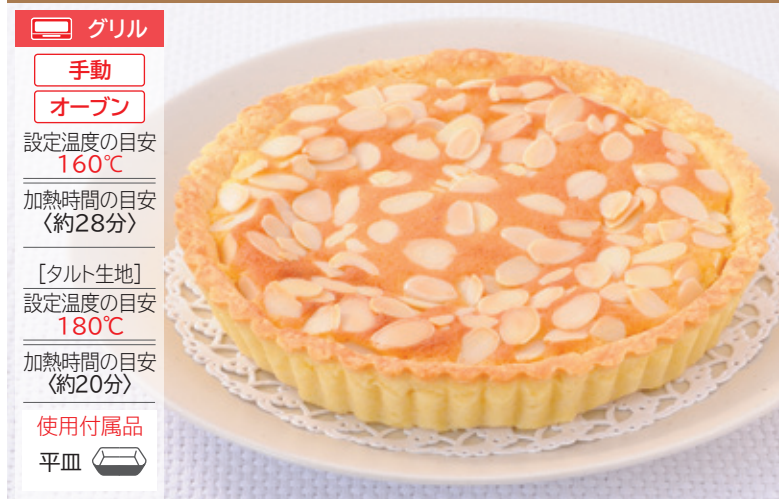 グリル
手動
オーブン
設定温度の目安
160℃
加熱時間の目安
〈約28分〉
[タルト生地]
設定温度の目安
180℃
加熱時間の目安
〈約20分〉
使用付属品
平皿